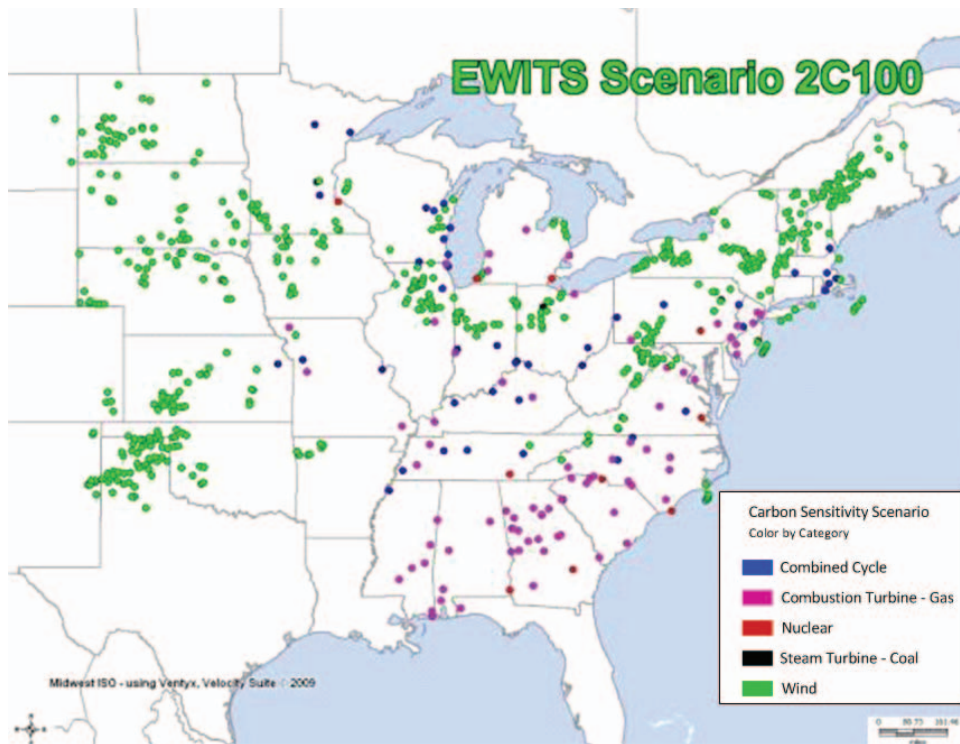 EWITS Scenario 2C100
Carbon Sensitivity Scenario
Color by Category
Combined Cycle
Combustion Turbine - Gas
Nuclear
Steam Turbine - Coal
Wind
Midwest ISO - using Ventyx, Velocity Suite © 2009
0